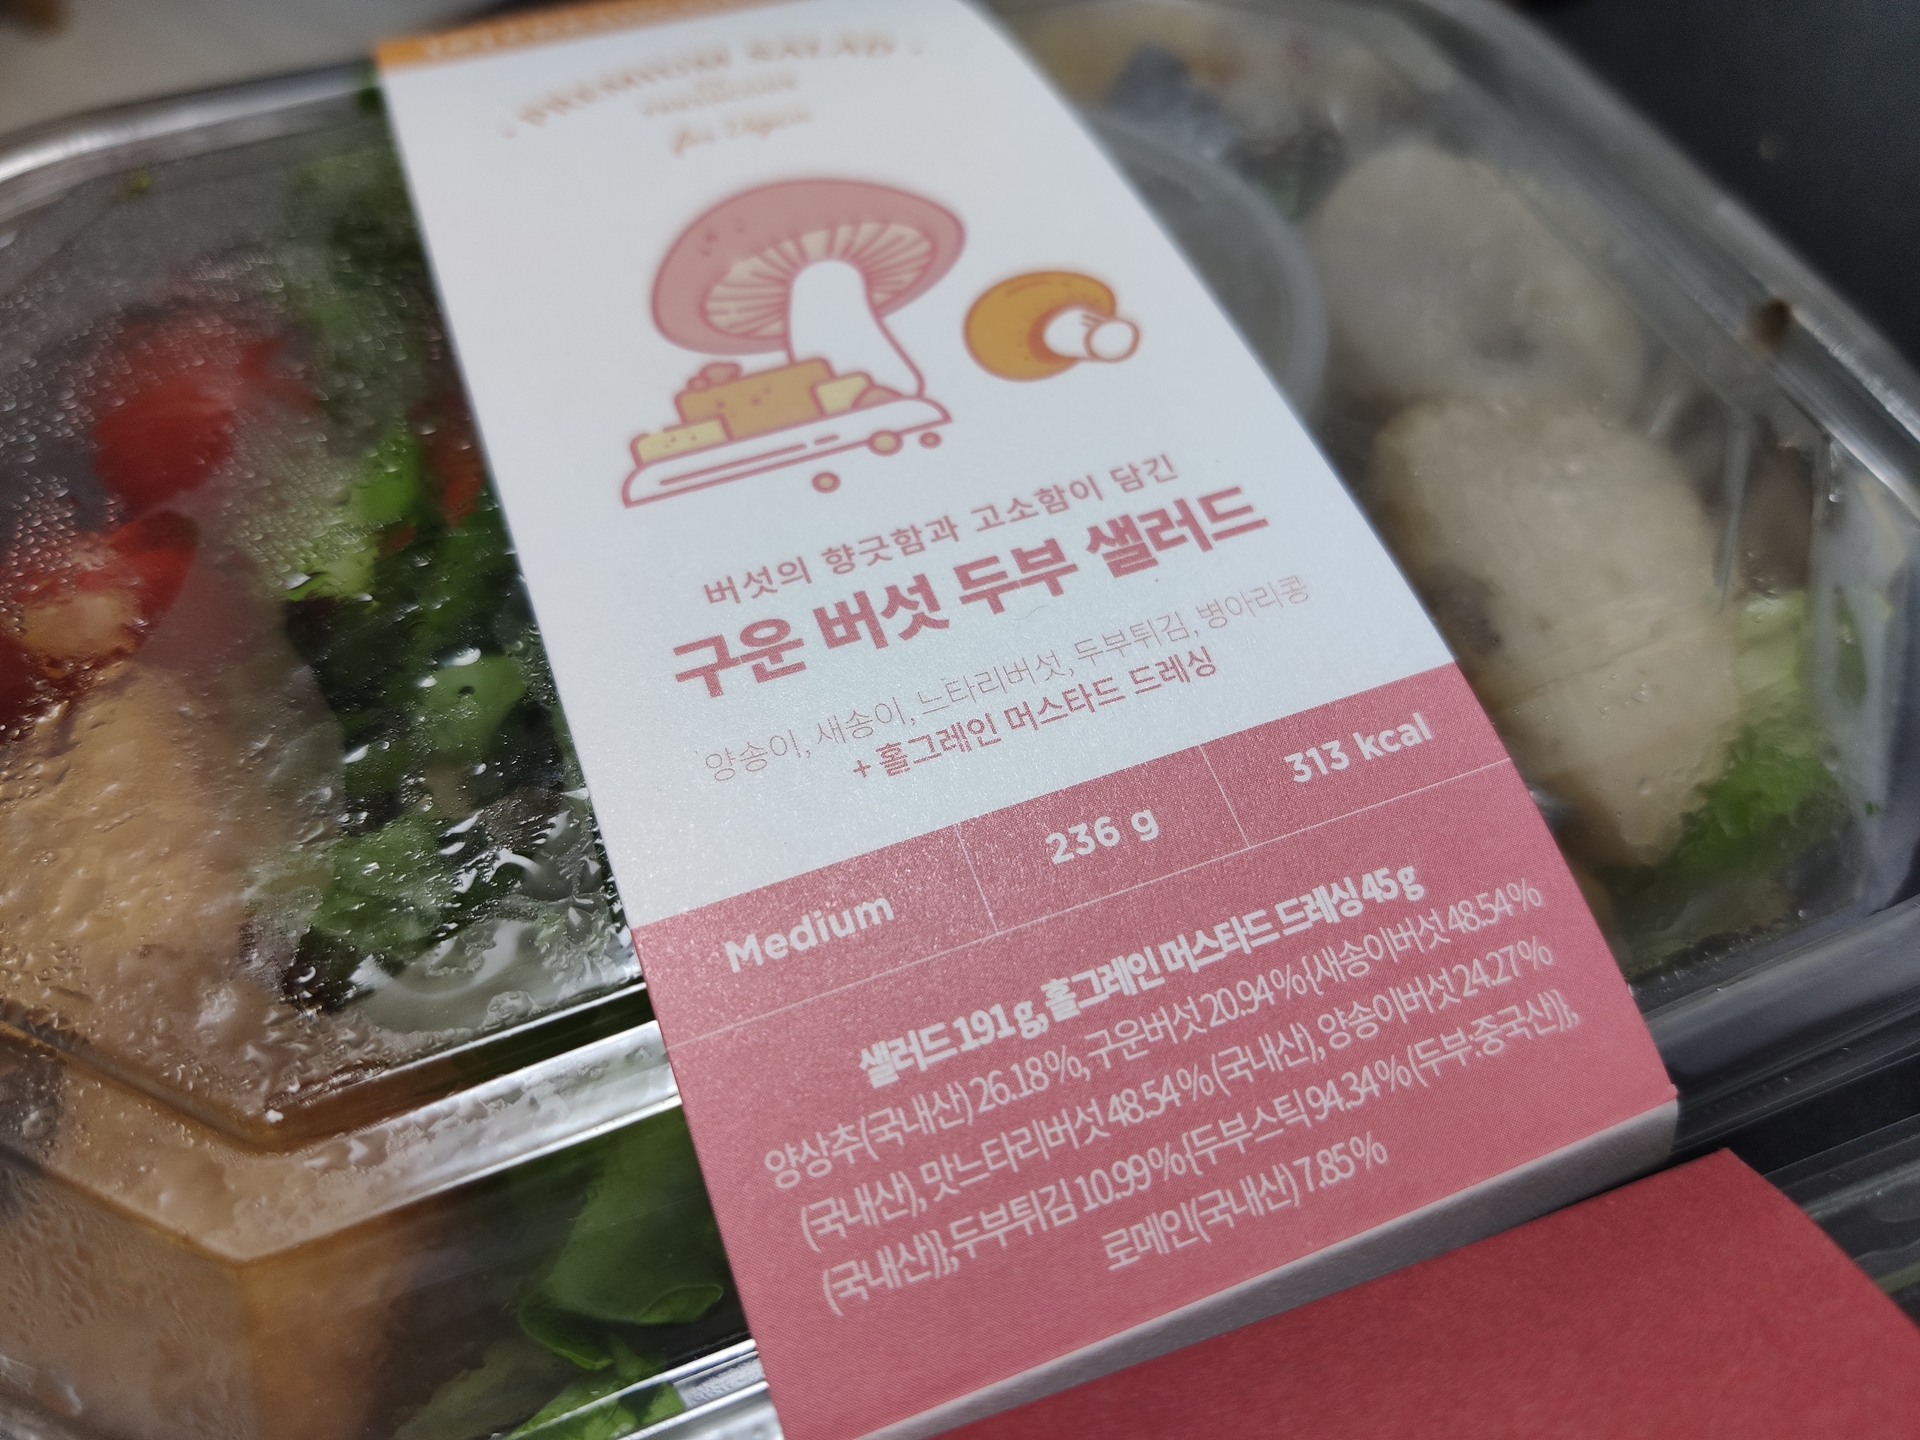 PREMIUM SALAD
for Vegan
버섯의 향긋함과 고소함이 담긴
구운 버섯 두부 샐러드
양송이, 새송이, 느타리버섯, 두부튀김, 병아리콩
+ 홀그레인 머스타드 드레싱
Medium 236 g 313 kcal
샐러드 191 g, 홀그레인 머스타드 드레싱 45 g
양상추(국내산) 26.18%, 구운버섯 20.94%{새송이버섯 48.54%
(국내산), 맛느타리버섯 48.54%(국내산), 양송이버섯 24.27%
(국내산)}, 두부튀김 10.99%{두부스틱 94.34%(두부:중국산)},
로메인(국내산) 7.85%